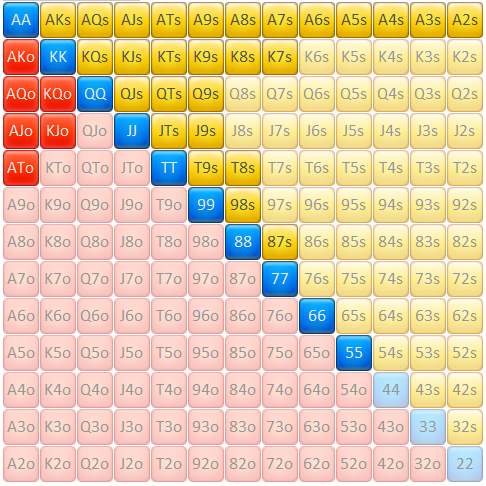 AA AKs AQs AJs ATs A9s A8s A7s A6s A5s A4s A3s A2s
AKo KK KQs KJs KTs K9s K8s K7s K6s K5s K4s K3s K2s
AQo KQo QQ QJs QTs Q9s Q8s Q7s Q6s Q5s Q4s Q3s Q2s
AJo KJo QJo JJ JTs J9s J8s J7s J6s J5s J4s J3s J2s
ATo KTo QTo JTo TT T9s T8s T7s T6s T5s T4s T3s T2s
A9o K9o Q9o J9o T9o 99 98s 97s 96s 95s 94s 93s 92s
A8o K8o Q8o J8o T8o 98o 88 87s 86s 85s 84s 83s 82s
A7o K7o Q7o J7o T7o 97o 87o 77 76s 75s 74s 73s 72s
A6o K6o Q6o J6o T6o 96o 86o 76o 66 65s 64s 63s 62s
A5o K5o Q5o J5o T5o 95o 85o 75o 65o 55 54s 53s 52s
A4o K4o Q4o J4o T4o 94o 84o 74o 64o 54o 44 43s 42s
A3o K3o Q3o J3o T3o 93o 83o 73o 63o 53o 43o 33 32s
A2o K2o Q2o J2o T2o 92o 82o 72o 62o 52o 42o 32o 22